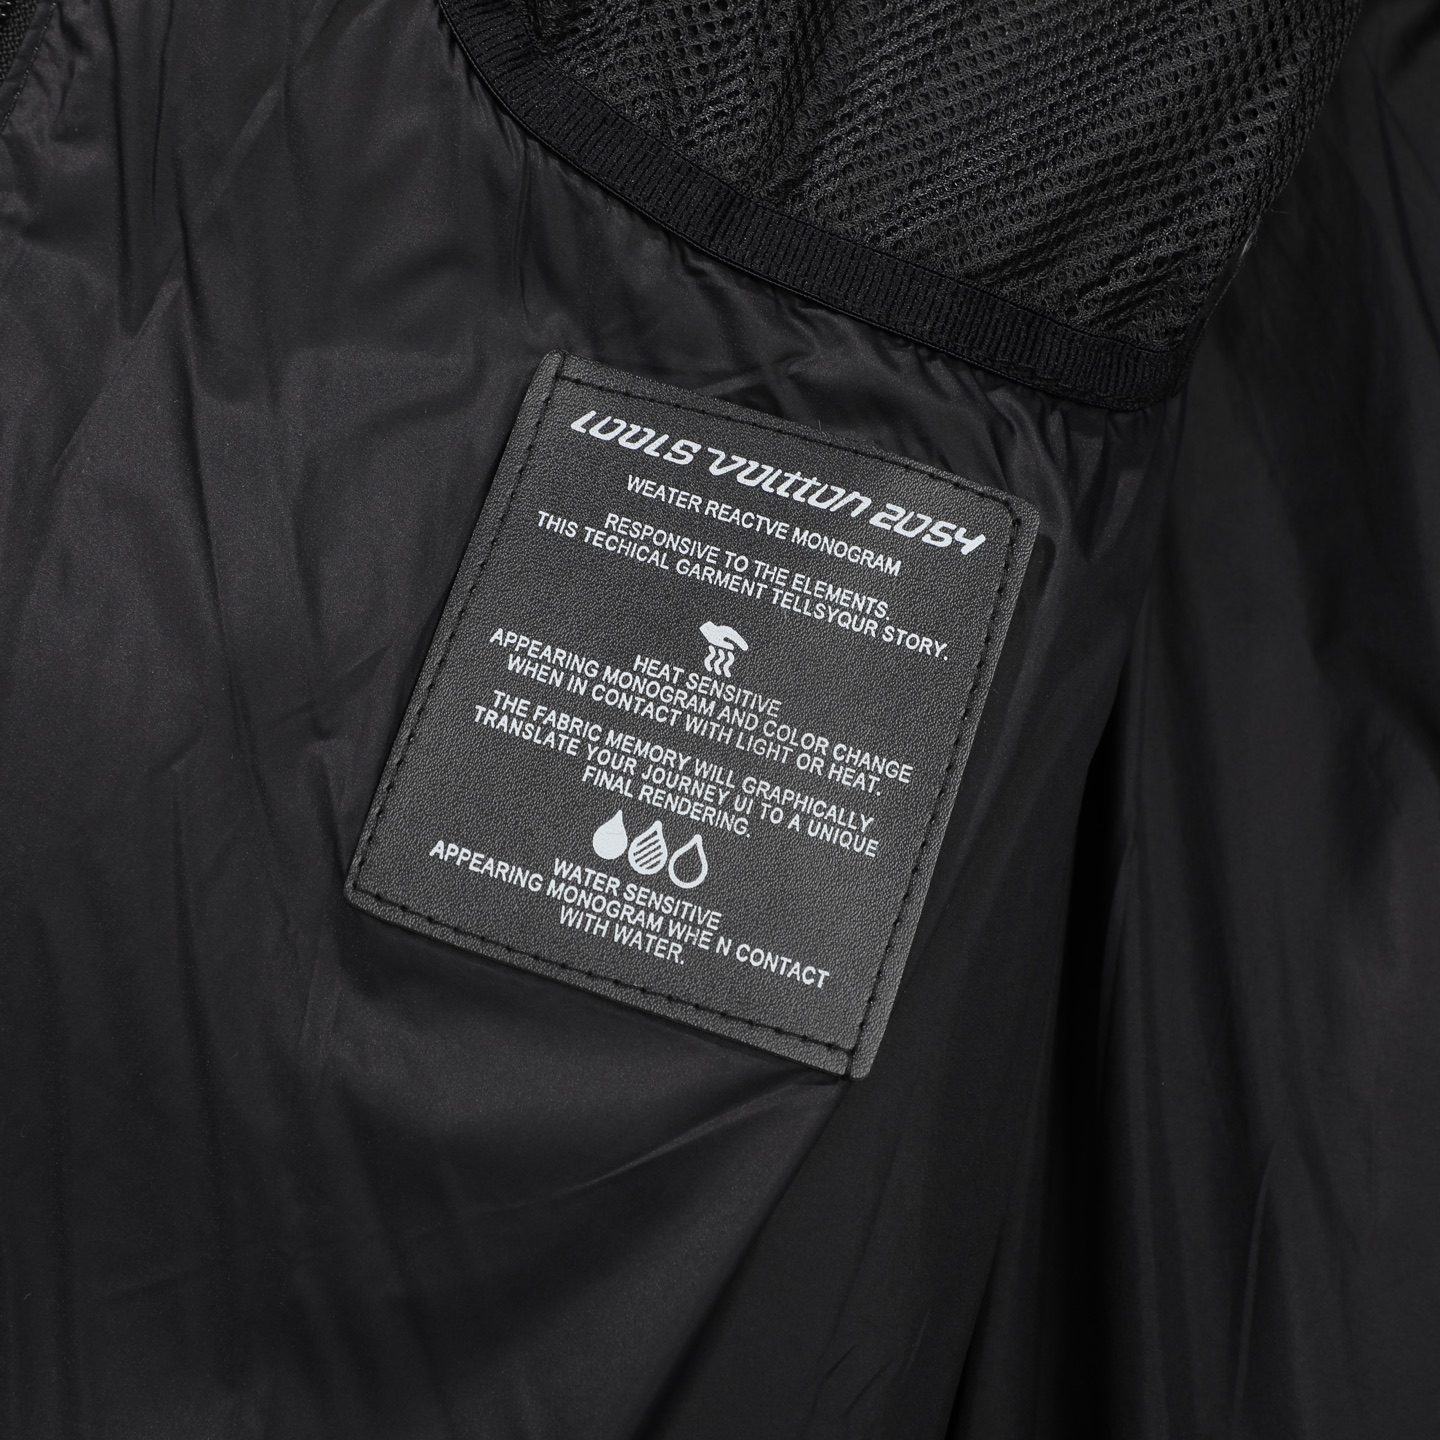 LOOLS VUITTON 2054
WEATER REACTVE MONOGRAM
RESPONSIVE TO THE ELEMENTS.
THIS TECHICAL GARMENT TELLSYQUR STORY.
HEAT SENSITIVE
APPEARING MONOGRAM AND COLOR CHANGE
WHEN IN CONTACT WITH LIGHT OR HEAT.
THE FABRIC MEMORY WILL GRAPHICALLY
TRANSLATE YOUR JOURNEY UI TO A UNIQUE
FINAL RENDERING.
WATER SENSITIVE
APPEARING MONOGRAM WHE N CONTACT
WITH WATER.